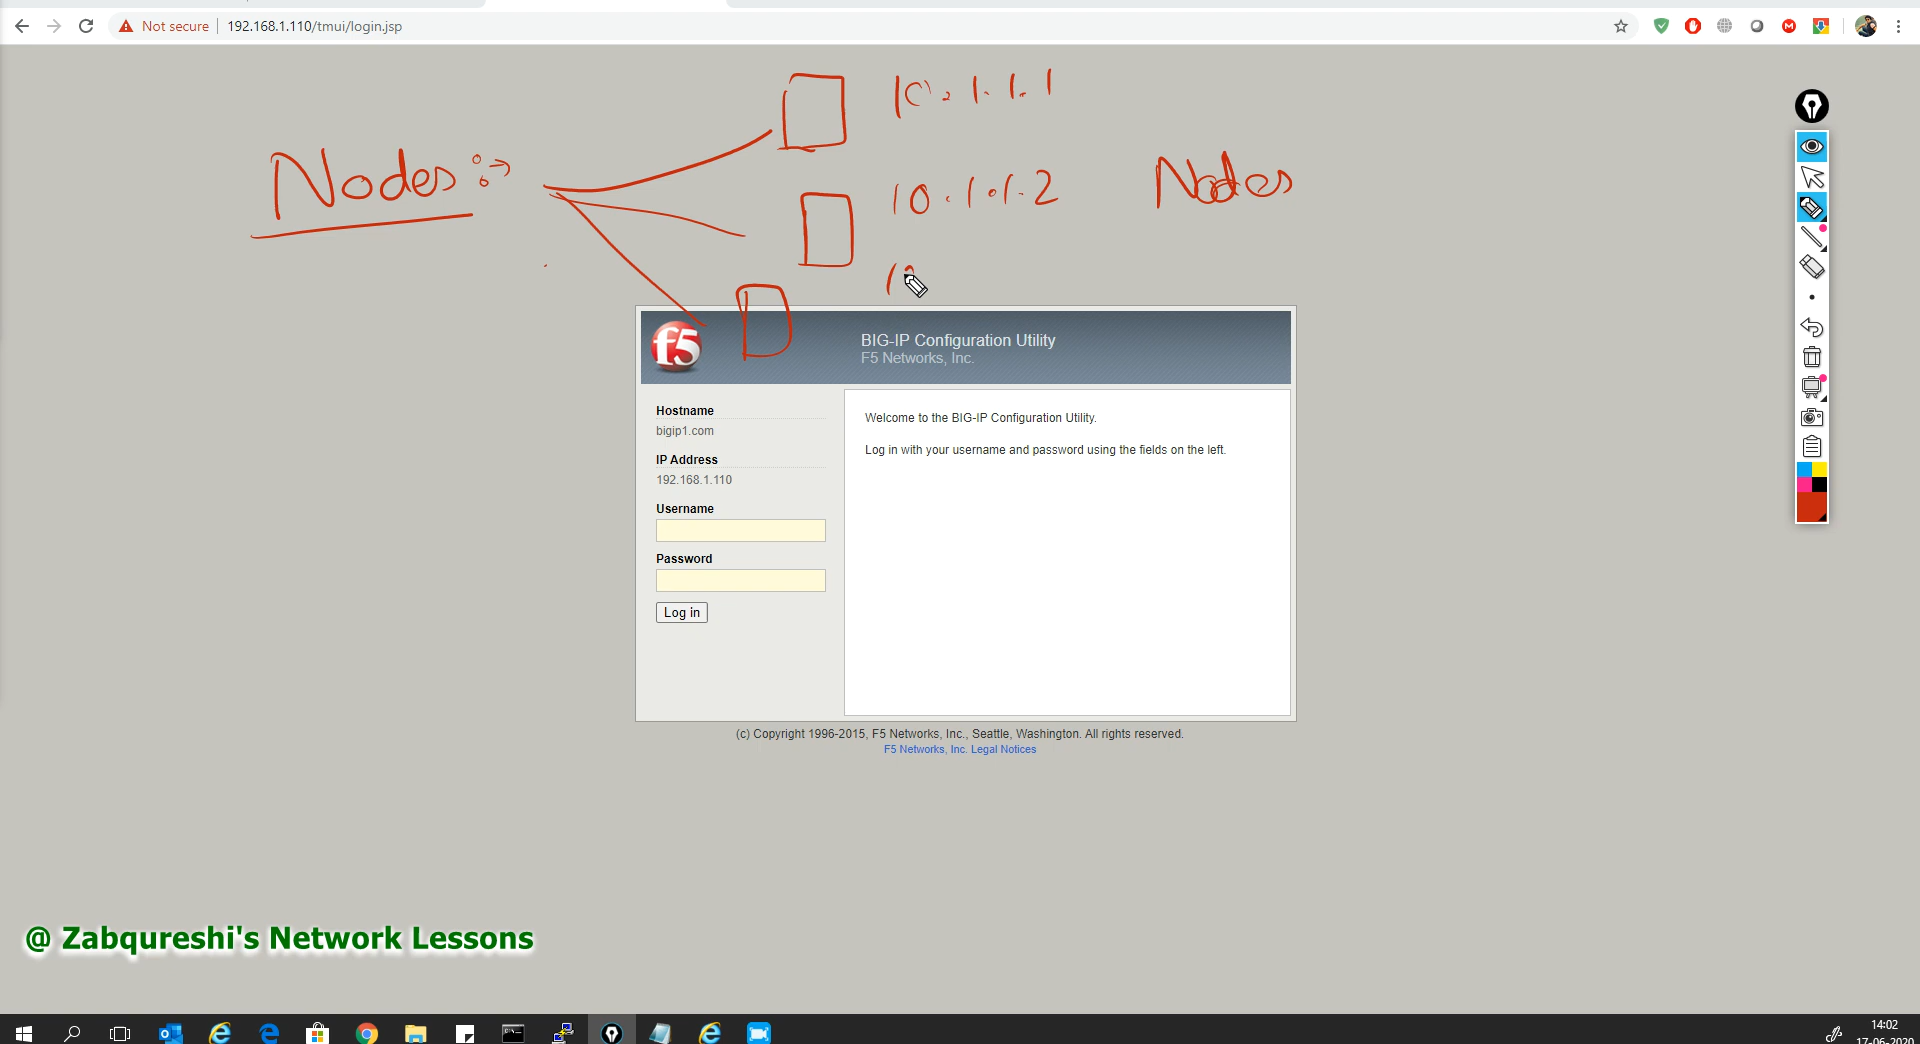 Not secure
192.168.1.110/tmui/login.jsp
10.1.1.1
Nodes :->
10.1.1.2
Nodes
f5
BIG-IP Configuration Utility
F5 Networks, Inc.
Hostname
bigip1.com
IP Address
192.168.1.110
Username
Password
Log in
Welcome to the BIG-IP Configuration Utility.
Log in with your username and password using the fields on the left.
(c) Copyright 1996-2015, F5 Networks, Inc., Seattle, Washington. All rights reserved.
F5 Networks, Inc. Legal Notices
@ Zabqureshi's Network Lessons
14:02
17-06-2020